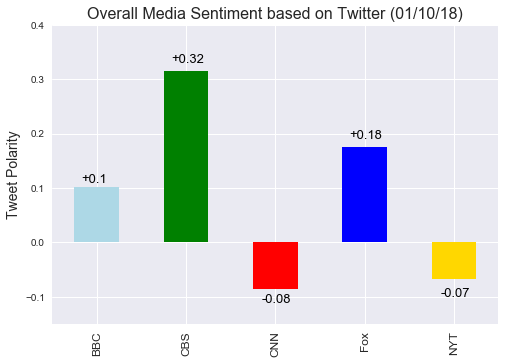 Overall Media Sentiment based on Twitter (01/10/18)
0.4
0.3
0.2
0.1
0.0
−0.1
Tweet Polarity
+0.1
+0.32
-0.08
+0.18
-0.07
BBC
CBS
CNN
Fox
NYT